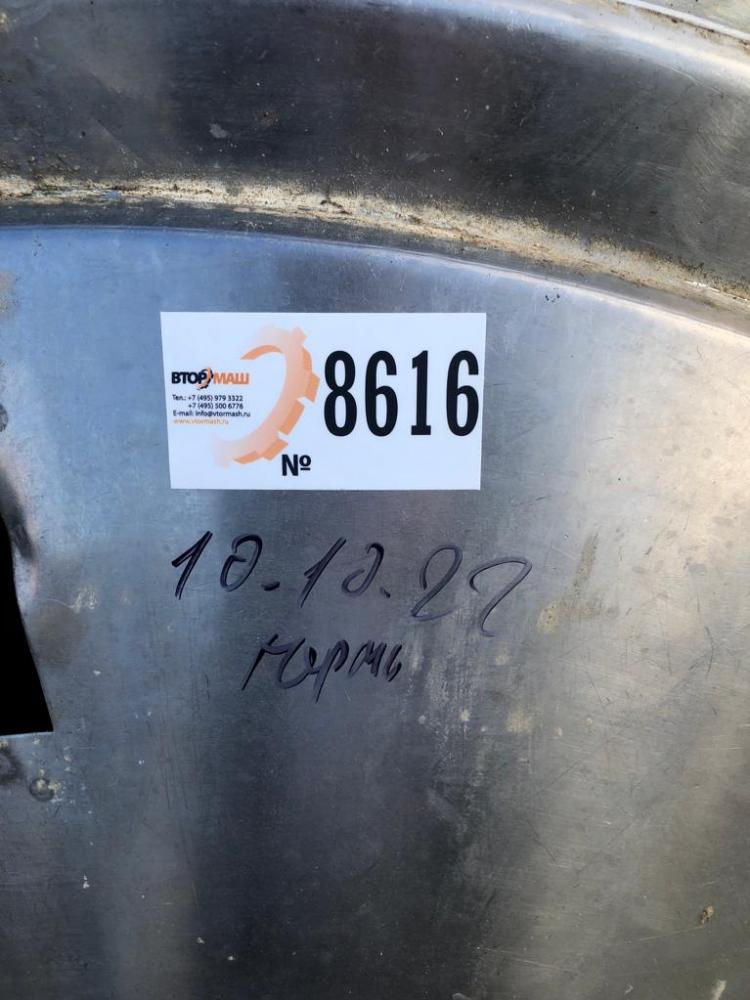 ВТОРМАШ
Тел.: +7 (495) 979 3322
+7 (495) 500 6776
E-mail: info@vtormash.ru
www.vtormash.ru
№ 8616
10.10.22